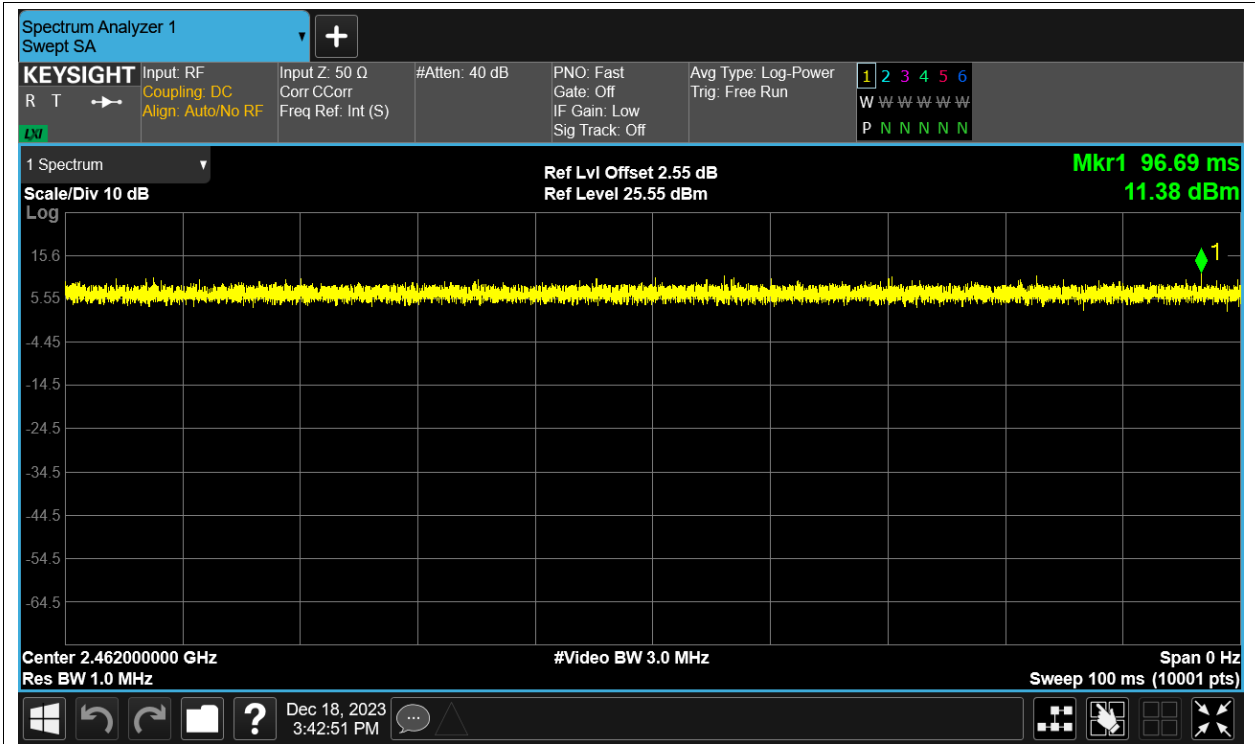 Spectrum Analyzer 1
Swept SA
KEYSIGHT
R T
LXI
Input: RF
Coupling: DC
Align: Auto/No RF
Input Z: 50 Ω
Corr CCorr
Freq Ref: Int (S)
#Atten: 40 dB
PNO: Fast
Gate: Off
IF Gain: Low
Sig Track: Off
Avg Type: Log-Power
Trig: Free Run
1 2 3 4 5 6
W W W W W W
P N N N N N
1 Spectrum
Scale/Div 10 dB
Log
Ref Lvl Offset 2.55 dB
Ref Level 25.55 dBm
Mkr1 96.69 ms
11.38 dBm
1
15.6
5.55
-4.45
-14.5
-24.5
-34.5
-44.5
-54.5
-64.5
Center 2.462000000 GHz
#Video BW 3.0 MHz
Span 0 Hz
Res BW 1.0 MHz
Sweep 100 ms (10001 pts)
?
Dec 18, 2023
3:42:51 PM